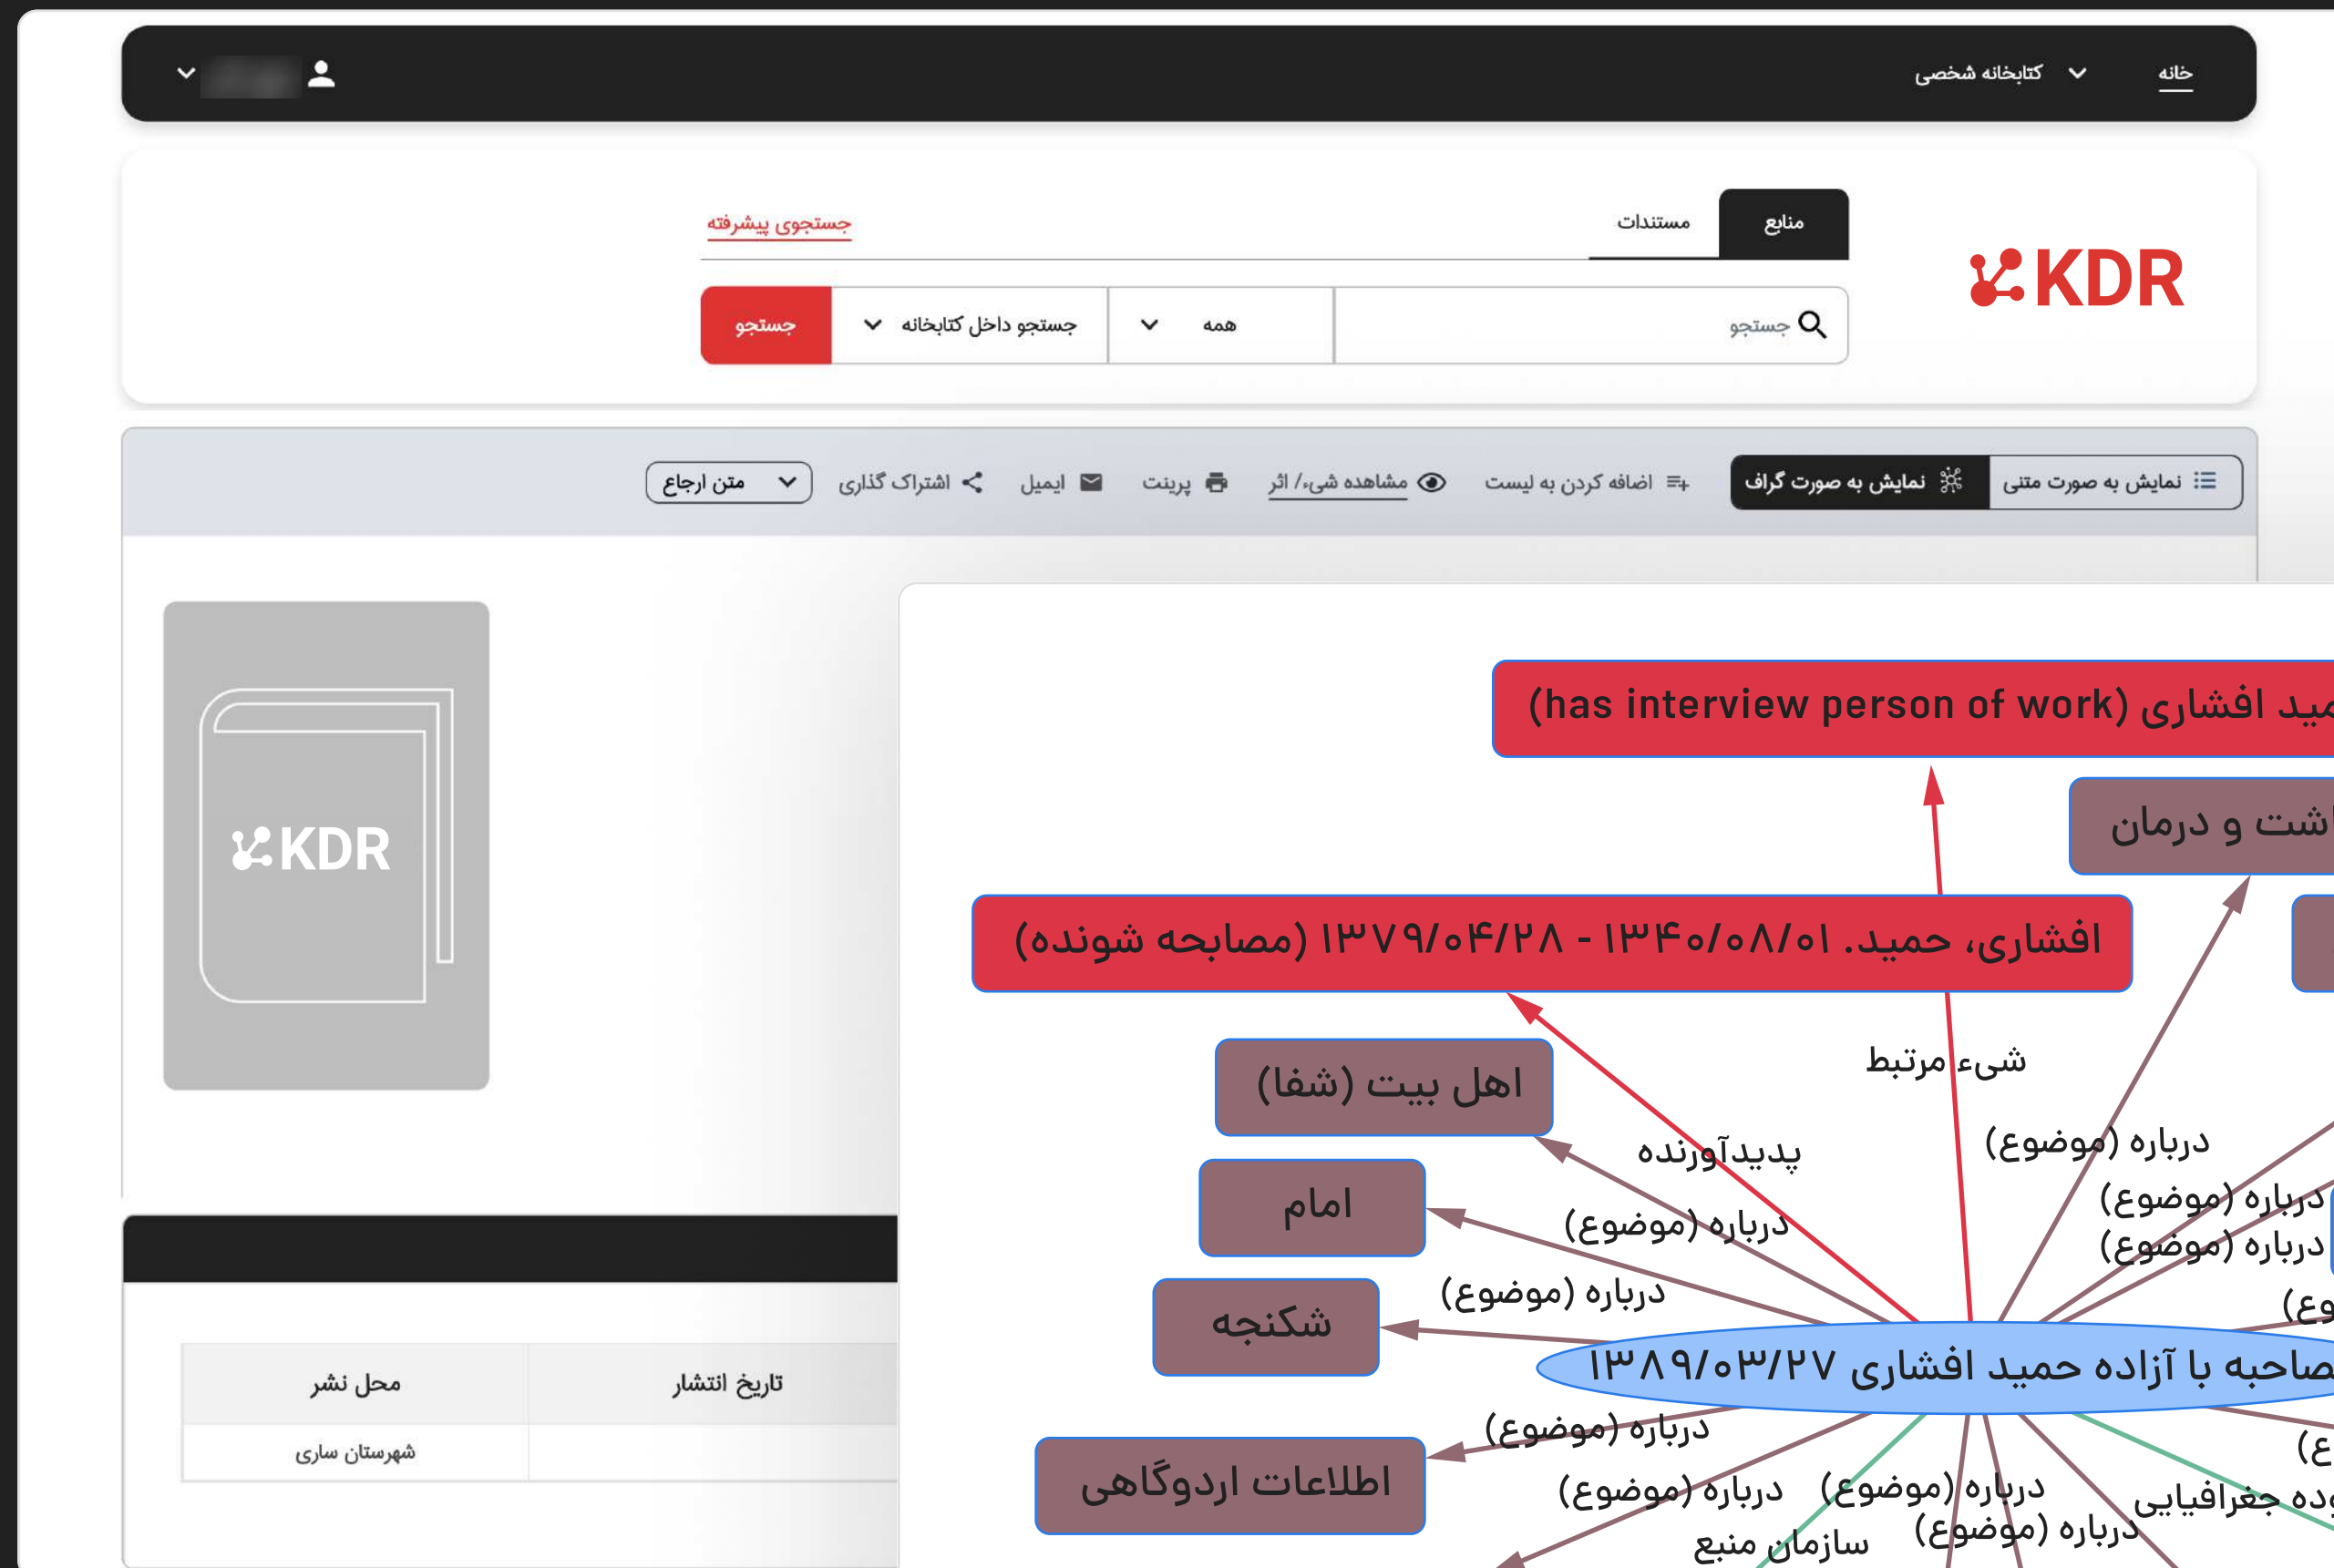 خانه
کتابخانه شخصی
منابع
مستندات
جستجوی پیشرفته
KDR
جستجو
همه
جستجو داخل کتابخانه
جستجو
نمایش به صورت متنی
نمایش به صورت گراف
اضافه کردن به لیست
مشاهده شیء/ اثر
پرینت
ایمیل
اشتراک گذاری
متن ارجاع
KDR
افشاری (has interview person of work)
و درمان
افشاری، حمید. ۱۳۴۰/۰۸/۰۱ - ۱۳۷۹/۰۴/۲۸ (مصابحه شونده)
شیء مرتبط
اهل بیت (شفا)
پدیدآورنده
درباره (موضوع)
امام
درباره (موضوع)
درباره (موضوع)
درباره (موضوع)
درباره (موضوع)
شکنجه
با آزاده حمید افشاری ۱۳۸۹/۰۳/۲۷
محل نشر
تاریخ انتشار
شهرستان ساری
درباره (موضوع)
اطلاعات اردوگاهی
درباره (موضوع)
درباره (موضوع)
جغرافیایی
درباره (موضوع)
سازمان منبع